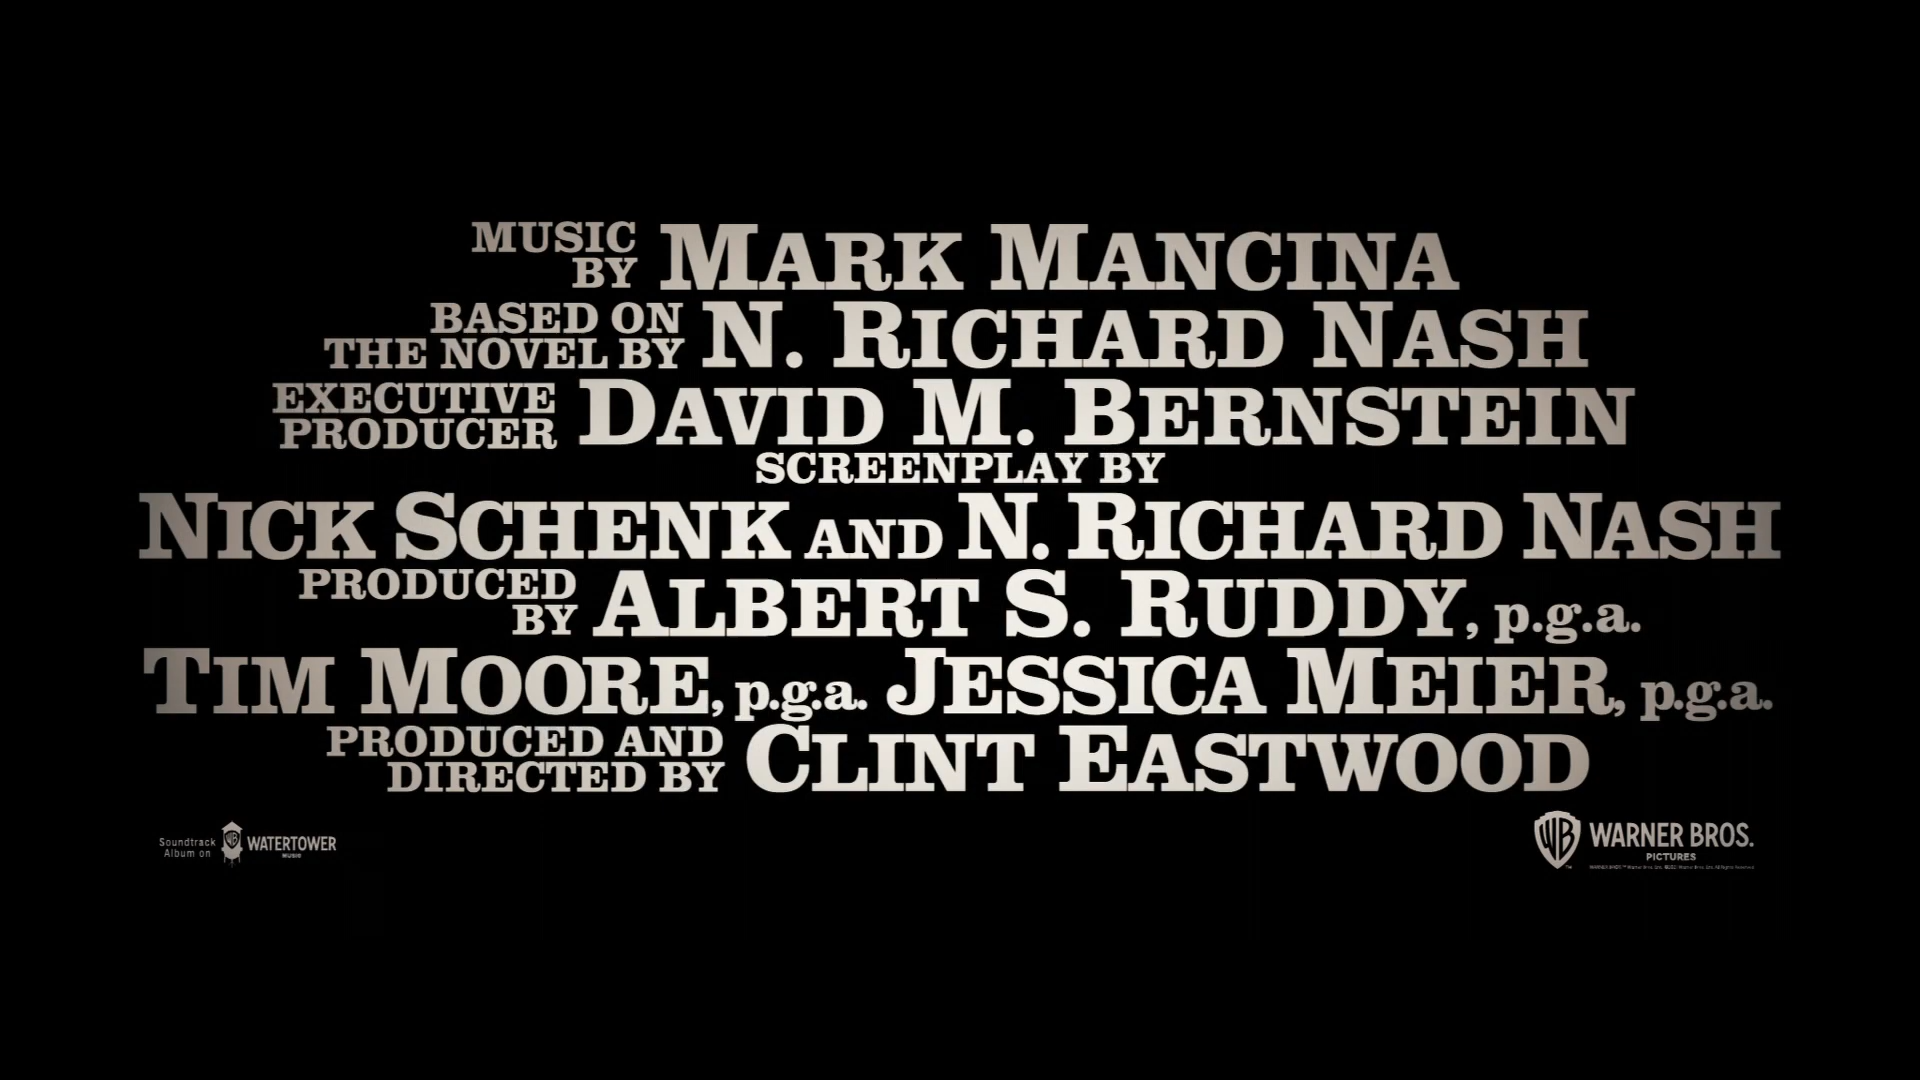 MUSIC BY MARK MANCINA
BASED ON THE NOVEL BY N. RICHARD NASH
EXECUTIVE PRODUCER DAVID M. BERNSTEIN
SCREENPLAY BY
NICK SCHENK AND N. RICHARD NASH
PRODUCED BY ALBERT S. RUDDY, p.g.a.
TIM MOORE, p.g.a. JESSICA MEIER, p.g.a.
PRODUCED AND DIRECTED BY CLINT EASTWOOD
Soundtrack Album on WATERTOWER MUSIC
WB WARNER BROS. PICTURES